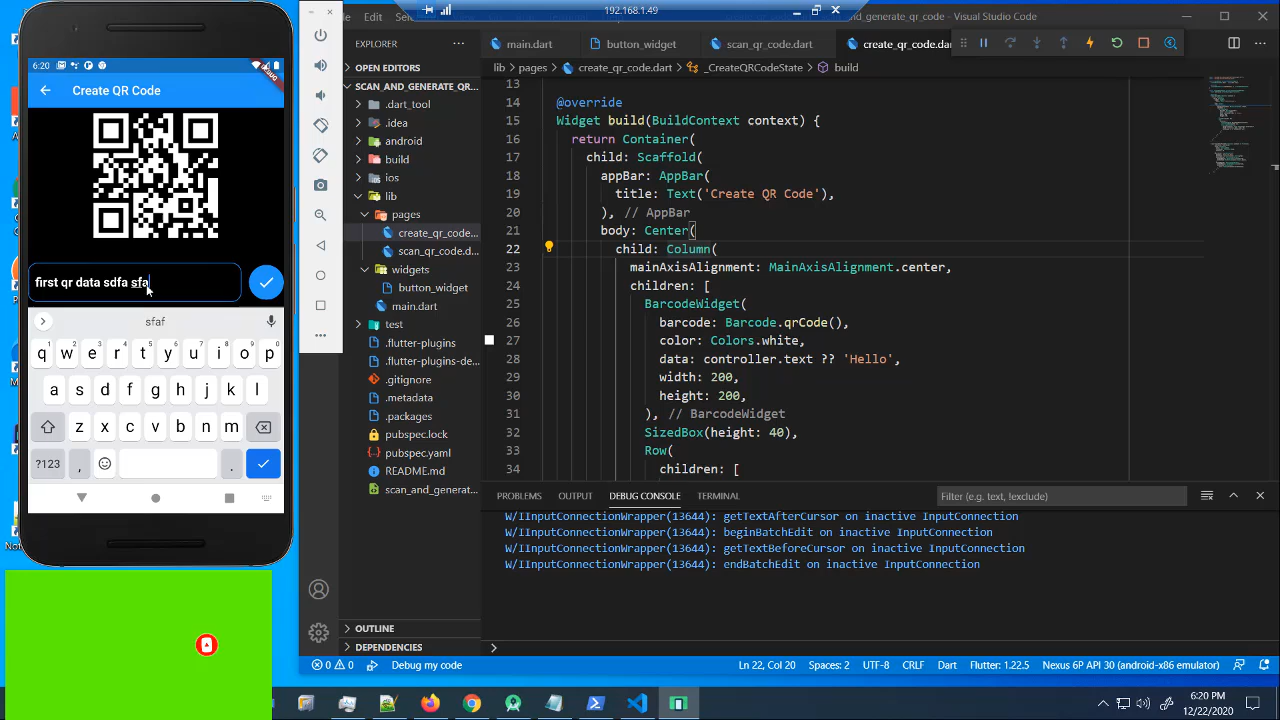 192.168.1.49
Edit
and_generate_qr_code - Visual Studio Code
6:20
DEBUG
Create QR Code
first qr data sdfa sfa
sfaf
q w e r t y u i o p
a s d f g h j k l
z x c v b n m
?123 , .
EXPLORER
OPEN EDITORS
SCAN_AND_GENERATE_QR...
.dart_tool
.idea
android
build
ios
lib
pages
create_qr_code...
scan_qr_code.d...
widgets
button_widget
main.dart
test
.flutter-plugins
.flutter-plugins-de...
.gitignore
.metadata
.packages
pubspec.lock
pubspec.yaml
README.md
scan_and_generat...
OUTLINE
DEPENDENCIES
main.dart
button_widget
scan_qr_code.dart
create_qr_code.dar
lib > pages > create_qr_code.dart > _CreateQRCodeState > build
13
14 @override
15 Widget build(BuildContext context) {
16 return Container(
17 child: Scaffold(
18 appBar: AppBar(
19 title: Text('Create QR Code'),
20 ), // AppBar
21 body: Center(
22 child: Column(
23 mainAxisAlignment: MainAxisAlignment.center,
24 children: [
25 BarcodeWidget(
26 barcode: Barcode.qrCode(),
27 color: Colors.white,
28 data: controller.text ?? 'Hello',
29 width: 200,
30 height: 200,
31 ), // BarcodeWidget
32 SizedBox(height: 40),
33 Row(
34 children: [
PROBLEMS OUTPUT DEBUG CONSOLE TERMINAL
Filter (e.g. text, !exclude)
W/IInputConnectionWrapper(13644): getTextAfterCursor on inactive InputConnection
W/IInputConnectionWrapper(13644): beginBatchEdit on inactive InputConnection
W/IInputConnectionWrapper(13644): getTextBeforeCursor on inactive InputConnection
W/IInputConnectionWrapper(13644): endBatchEdit on inactive InputConnection
0 0 Debug my code
Ln 22, Col 20 Spaces: 2 UTF-8 CRLF Dart Flutter: 1.22.5 Nexus 6P API 30 (android-x86 emulator)
6:20 PM
12/22/2020